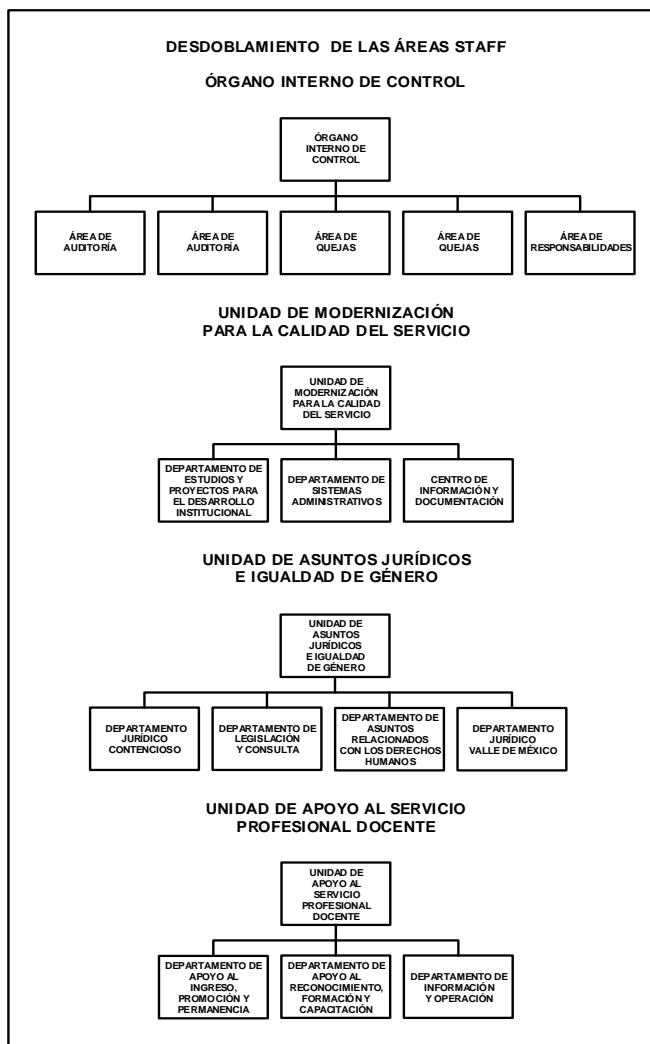 DESDOBLAMIENTO DE LAS ÁREAS STAFF
ÓRGANO INTERNO DE CONTROL
ÓRGANO
INTERNO DE
CONTROL
ÁREA DE
AUDITORÍA
ÁREA DE
AUDITORÍA
ÁREA DE
QUEJAS
ÁREA DE
QUEJAS
ÁREA DE
RESPONSABILIDADES
UNIDAD DE MODERNIZACIÓN
PARA LA CALIDAD DEL SERVICIO
UNIDAD DE
MODERNIZACIÓN
PARA LA CALIDAD
DEL SERVICIO
DEPARTAMENTO DE
ESTUDIOS Y
PROYECTOS PARA
EL DESARROLLO
INSTITUCIONAL
DEPARTAMENTO DE
SISTEMAS
ADMINISTRATIVOS
CENTRO DE
INFORMACIÓN Y
DOCUMENTACIÓN
UNIDAD DE ASUNTOS JURÍDICOS
E IGUALDAD DE GÉNERO
UNIDAD DE
ASUNTOS
JURÍDICOS
E IGUALDAD
DE GÉNERO
DEPARTAMENTO
JURÍDICO
CONTENCIOSO
DEPARTAMENTO DE
LEGISLACIÓN
Y CONSULTA
DEPARTAMENTO DE
ASUNTOS
RELACIONADOS
CON LOS DERECHOS
HUMANOS
DEPARTAMENTO
JURÍDICO
VALLE DE MÉXICO
UNIDAD DE APOYO AL SERVICIO
PROFESIONAL DOCENTE
UNIDAD DE
APOYO AL
SERVICIO
PROFESIONAL
DOCENTE
DEPARTAMENTO DE
APOYO AL
INGRESO,
PROMOCIÓN Y
PERMANENCIA
DEPARTAMENTO DE
APOYO AL
RECONOCIMIENTO,
FORMACIÓN Y
CAPACITACIÓN
DEPARTAMENTO DE
INFORMACIÓN
Y OPERACIÓN